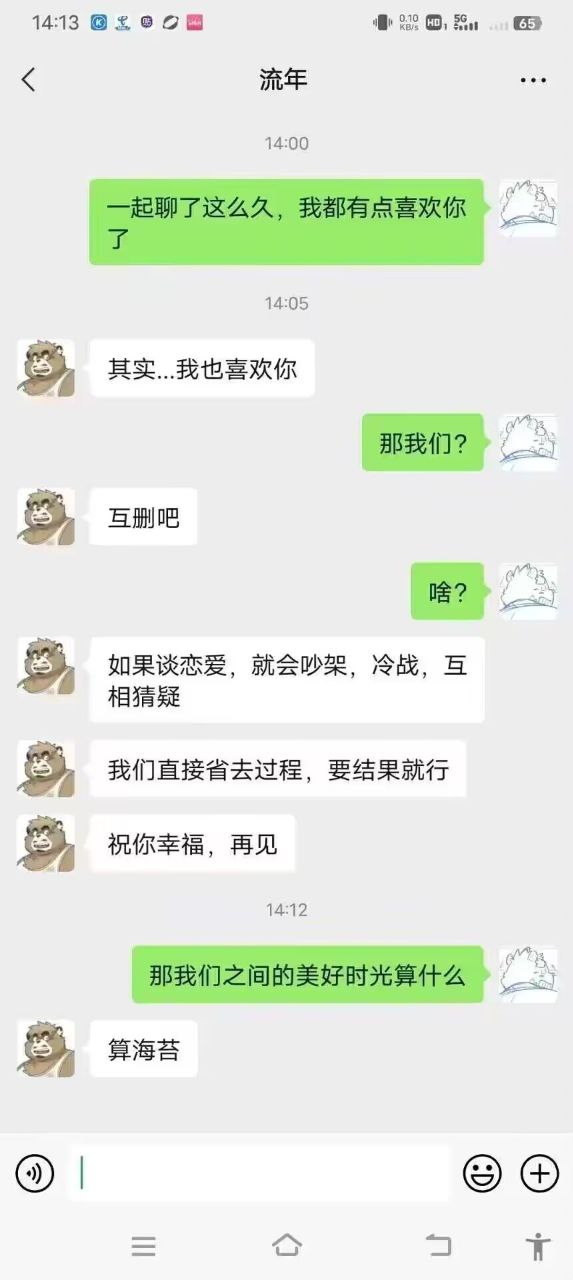 14:13
0.10
KB/s
HD
1
5G
65
流年
14:00
一起聊了这么久，我都有点喜欢你
了
14:05
其实...我也喜欢你
那我们？
互删吧
啥？
如果谈恋爱，就会吵架，冷战，互
相猜疑
我们直接省去过程，要结果就行
祝你幸福，再见
14:12
那我们之间的美好时光算什么
算海苔